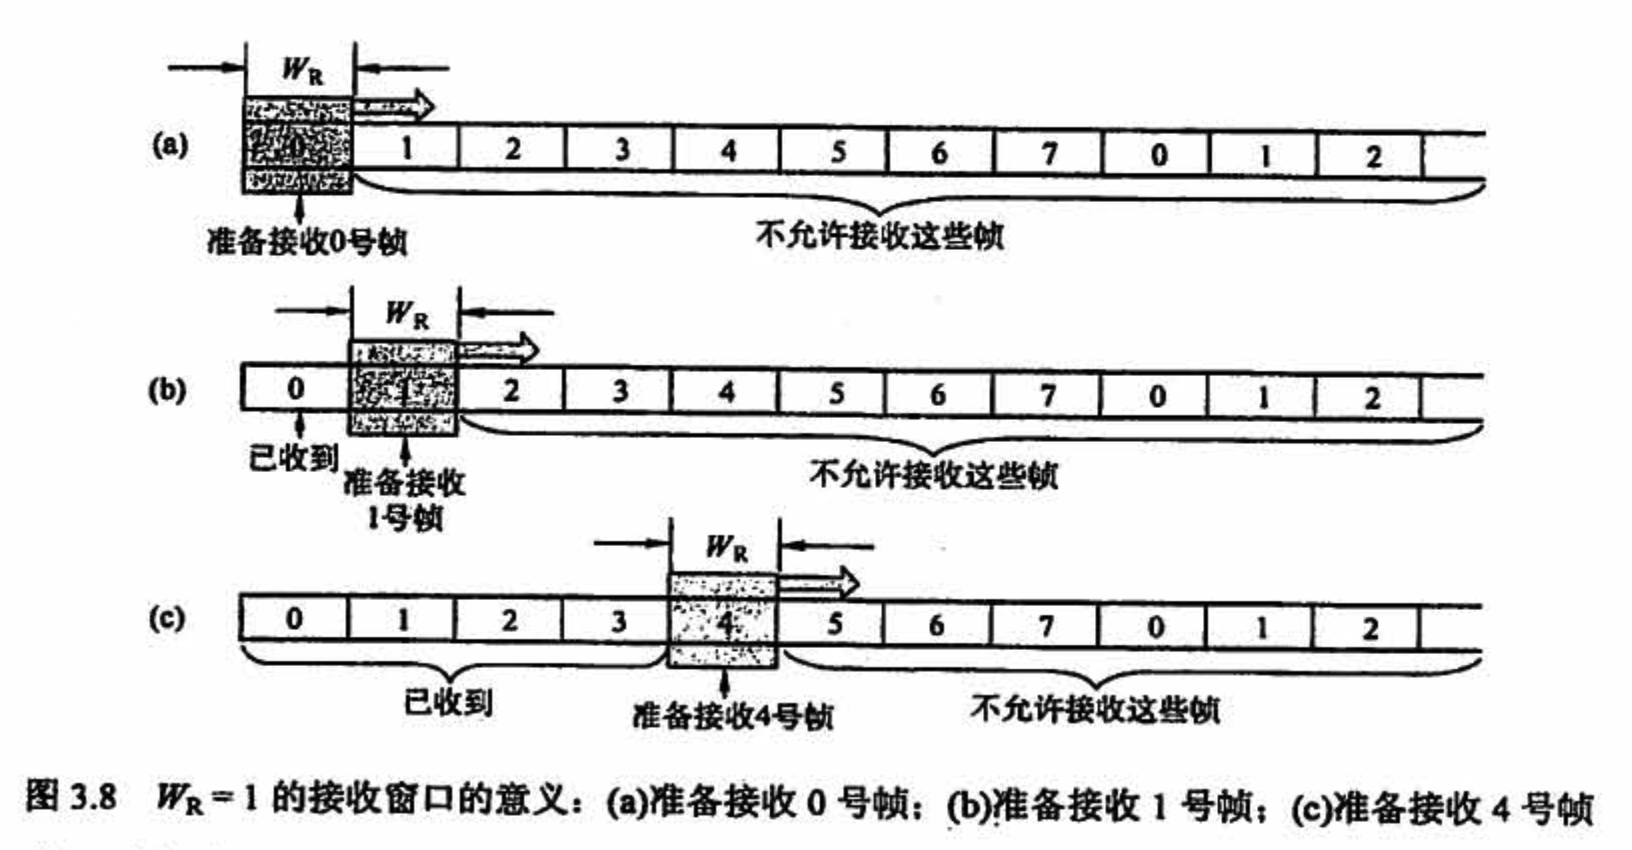 W_R
(a) 0 1 2 3 4 5 6 7 0 1 2
准备接收0号帧 不允许接收这些帧
W_R
(b) 0 1 2 3 4 5 6 7 0 1 2
已收到 准备接收 不允许接收这些帧
1号帧
W_R
(c) 0 1 2 3 4 5 6 7 0 1 2
已收到 准备接收4号帧 不允许接收这些帧
图 3.8 W_R = 1 的接收窗口的意义：(a)准备接收 0 号帧；(b)准备接收 1 号帧；(c)准备接收 4 号帧